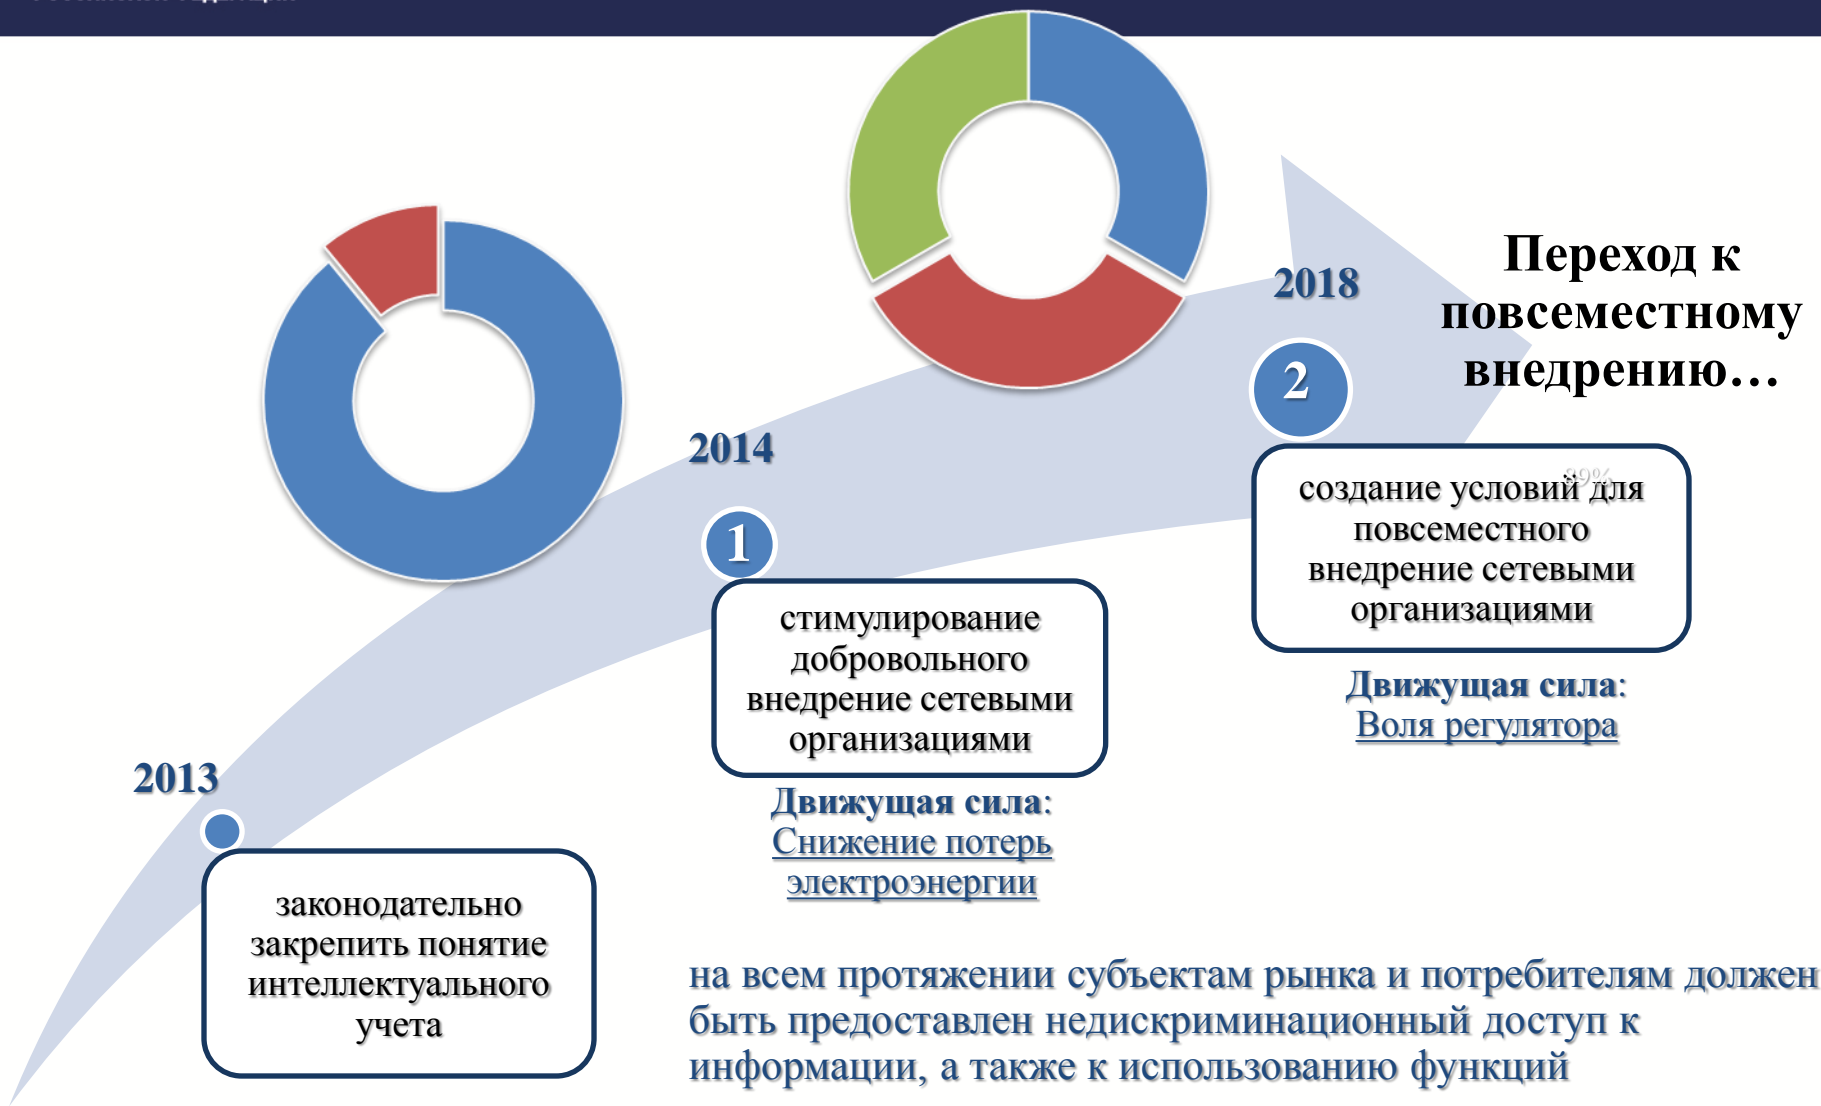 2013
законодательно
закрепить понятие
интеллектуального
учета
2014
1
стимулирование
добровольного
внедрение сетевыми
организациями
Движущая сила:
Снижение потерь
электроэнергии
2018
2
Переход к
повсеместному
внедрению…
89%
создание условий для
повсеместного
внедрение сетевыми
организациями
Движущая сила:
Воля регулятора
на всем протяжении субъектам рынка и потребителям должен
быть предоставлен недискриминационный доступ к
информации, а также к использованию функций